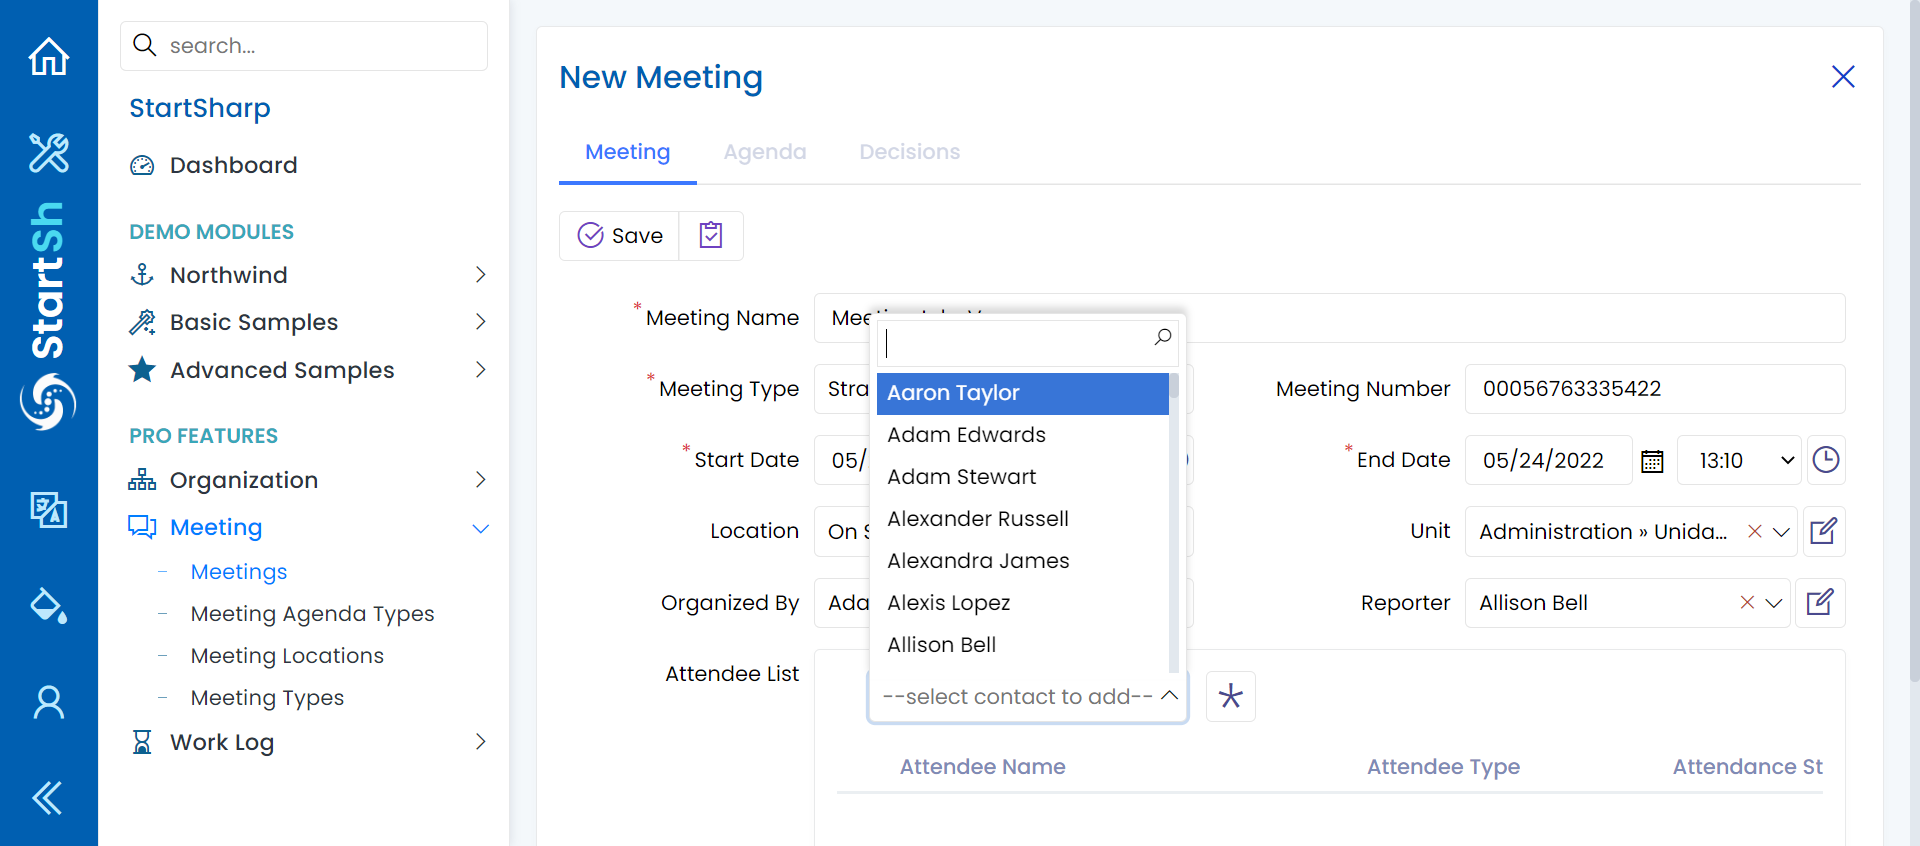 search...
StartSharp
Dashboard
DEMO MODULES
Northwind
Basic Samples
Advanced Samples
PRO FEATURES
Organization
Meeting
Meetings
Meeting Agenda Types
Meeting Locations
Meeting Types
Work Log
StartSh
New Meeting
Meeting Agenda Decisions
Save
* Meeting Name
* Meeting Type Stra
Meeting Number 00056763335422
* Start Date 05/
* End Date 05/24/2022 13:10
Location On S
Unit Administration » Unida...
Organized By Ada
Reporter Allison Bell
Attendee List
Aaron Taylor
Adam Edwards
Adam Stewart
Alexander Russell
Alexandra James
Alexis Lopez
Allison Bell
--select contact to add--
Attendee Name Attendee Type Attendance St